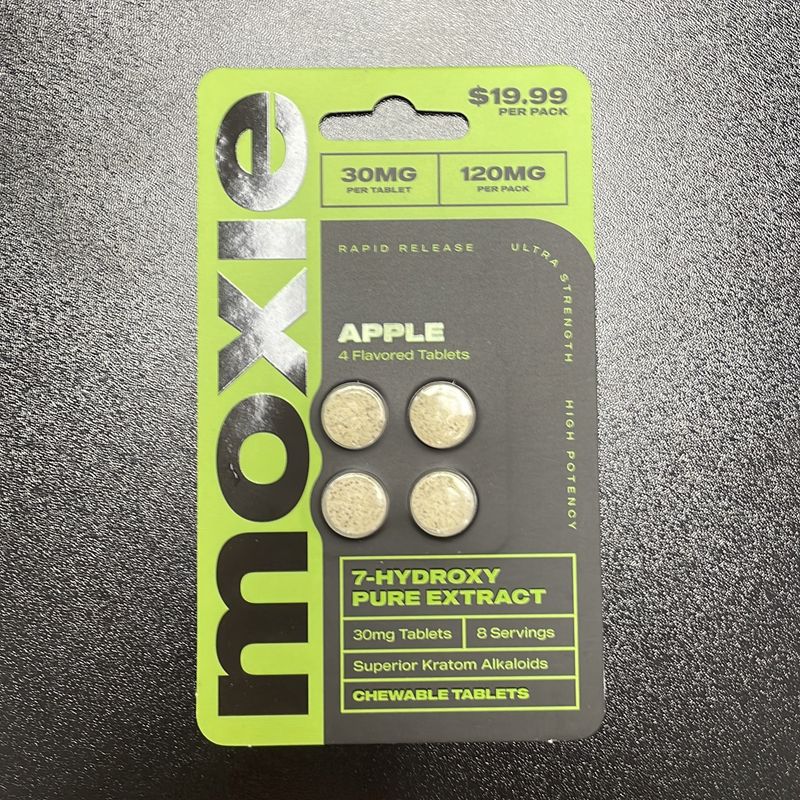 moxie
$19.99
PER PACK
30MG
PER TABLET
120MG
PER PACK
RAPID RELEASE
ULTRA STRENGTH
HIGH POTENCY
APPLE
4 Flavored Tablets
7-HYDROXY
PURE EXTRACT
30mg Tablets
8 Servings
Superior Kratom Alkaloids
CHEWABLE TABLETS